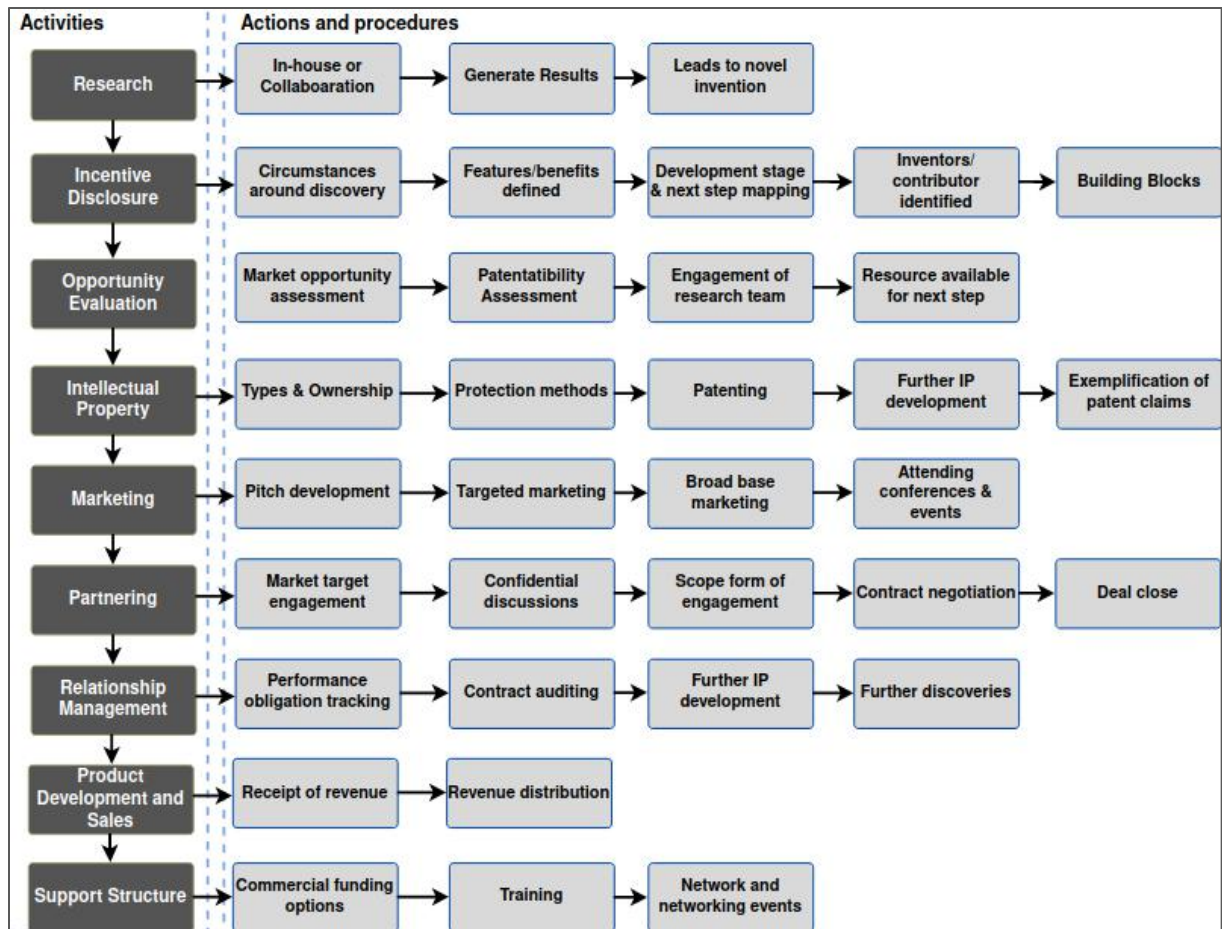 Activities
Actions and procedures
Research
In-house or
Collaboaration
Generate Results
Leads to novel
invention
Incentive
Disclosure
Circumstances
around discovery
Features/benefits
defined
Development stage
& next step mapping
Inventors/
contributor
identified
Building Blocks
Opportunity
Evaluation
Market opportunity
assessment
Patentatibility
Assessment
Engagement of
research team
Resource available
for next step
Intellectual
Property
Types & Ownership
Protection methods
Patenting
Further IP
development
Exemplification of
patent claims
Marketing
Pitch development
Targeted marketing
Broad base
marketing
Attending
conferences &
events
Partnering
Market target
engagement
Confidential
discussions
Scope form of
engagement
Contract negotiation
Deal close
Relationship
Management
Performance
obligation tracking
Contract auditing
Further IP
development
Further discoveries
Product
Development and
Sales
Receipt of revenue
Revenue distribution
Support Structure
Commercial funding
options
Training
Network and
networking events